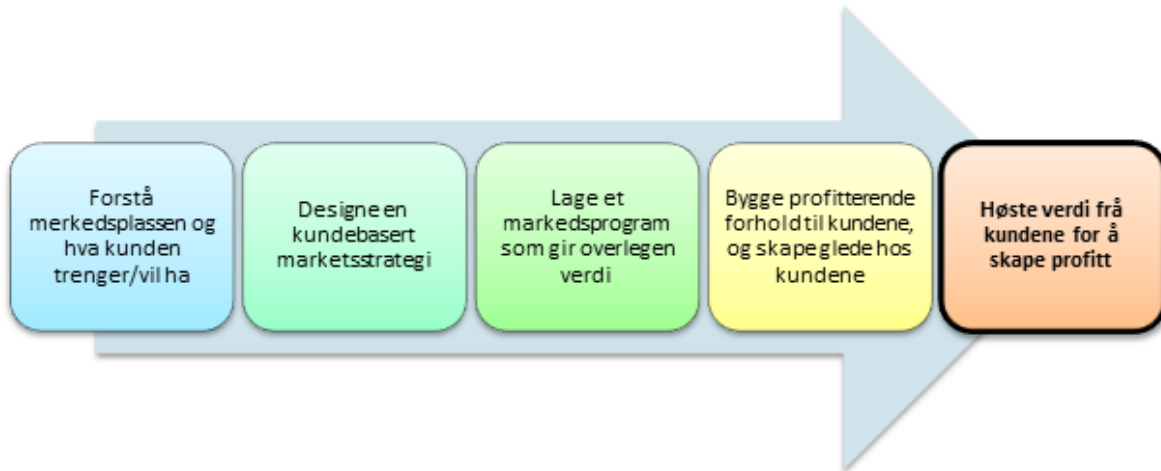 Forstå
merkedsplassen og
hva kunden
trenger/vil ha
Designe en
kundebasert
marketsstrategi
Lage et
markedsprogram
som gir overlegen
verdi
Bygge profitterende
forhold til kundene,
og skape glede hos
kundene
Høste verdi frå
kundene for å
skape profitt